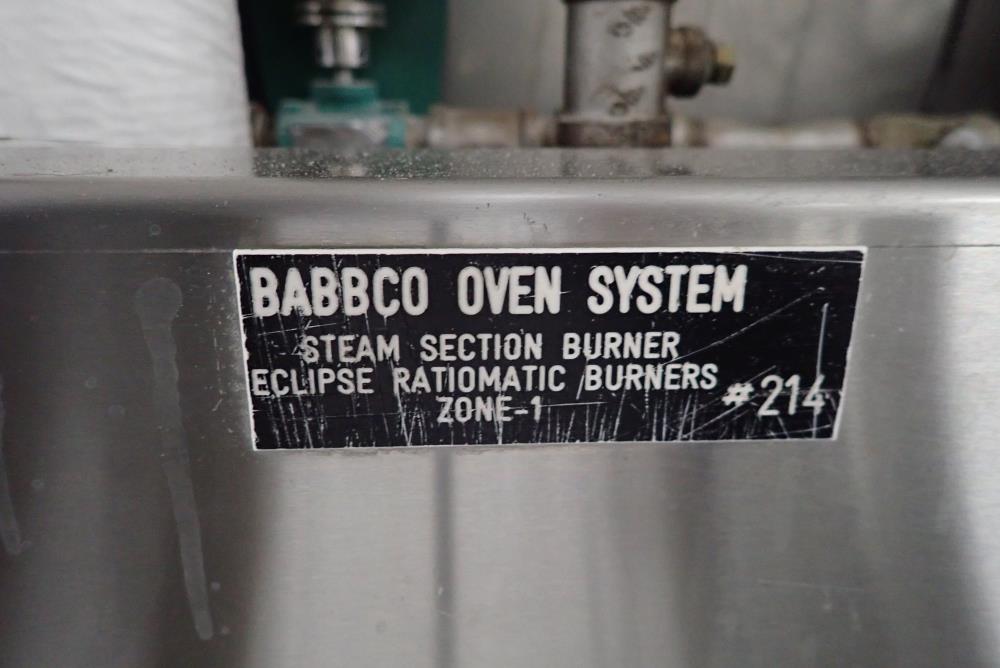 BABBCO OVEN SYSTEM
STEAM SECTION BURNER
ECLIPSE RATIOMATIC BURNERS
ZONE-1
#214